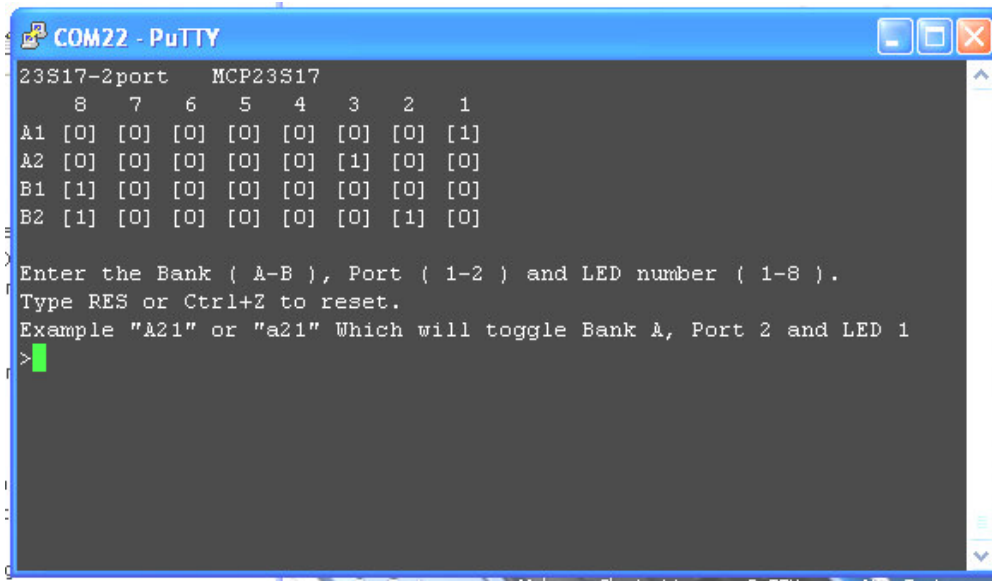 COM22 - PuTTY
23S17-2port    MCP23S17
8 7 6 5 4 3 2 1
A1 [0] [0] [0] [0] [0] [0] [0] [1]
A2 [0] [0] [0] [0] [0] [1] [0] [0]
B1 [1] [0] [0] [0] [0] [0] [0] [0]
B2 [1] [0] [0] [0] [0] [0] [1] [0]
Enter the Bank ( A-B ), Port ( 1-2 ) and LED number ( 1-8 ).
Type RES or Ctrl+Z to reset.
Example "A21" or "a21" Which will toggle Bank A, Port 2 and LED 1
>